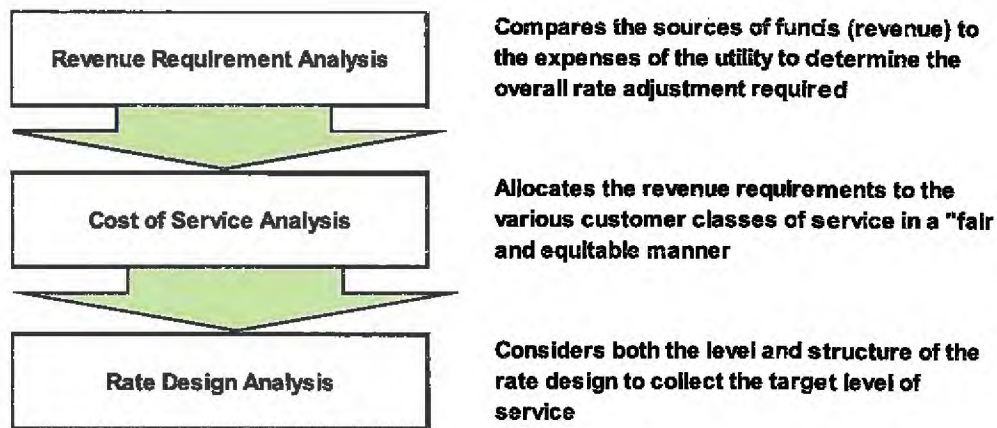 Revenue Requirement Analysis
Compares the sources of funds (revenue) to
the expenses of the utility to determine the
overall rate adjustment required
Cost of Service Analysis
Allocates the revenue requirements to the
various customer classes of service in a "fair
and equitable manner
Rate Design Analysis
Considers both the level and structure of the
rate design to collect the target level of
service